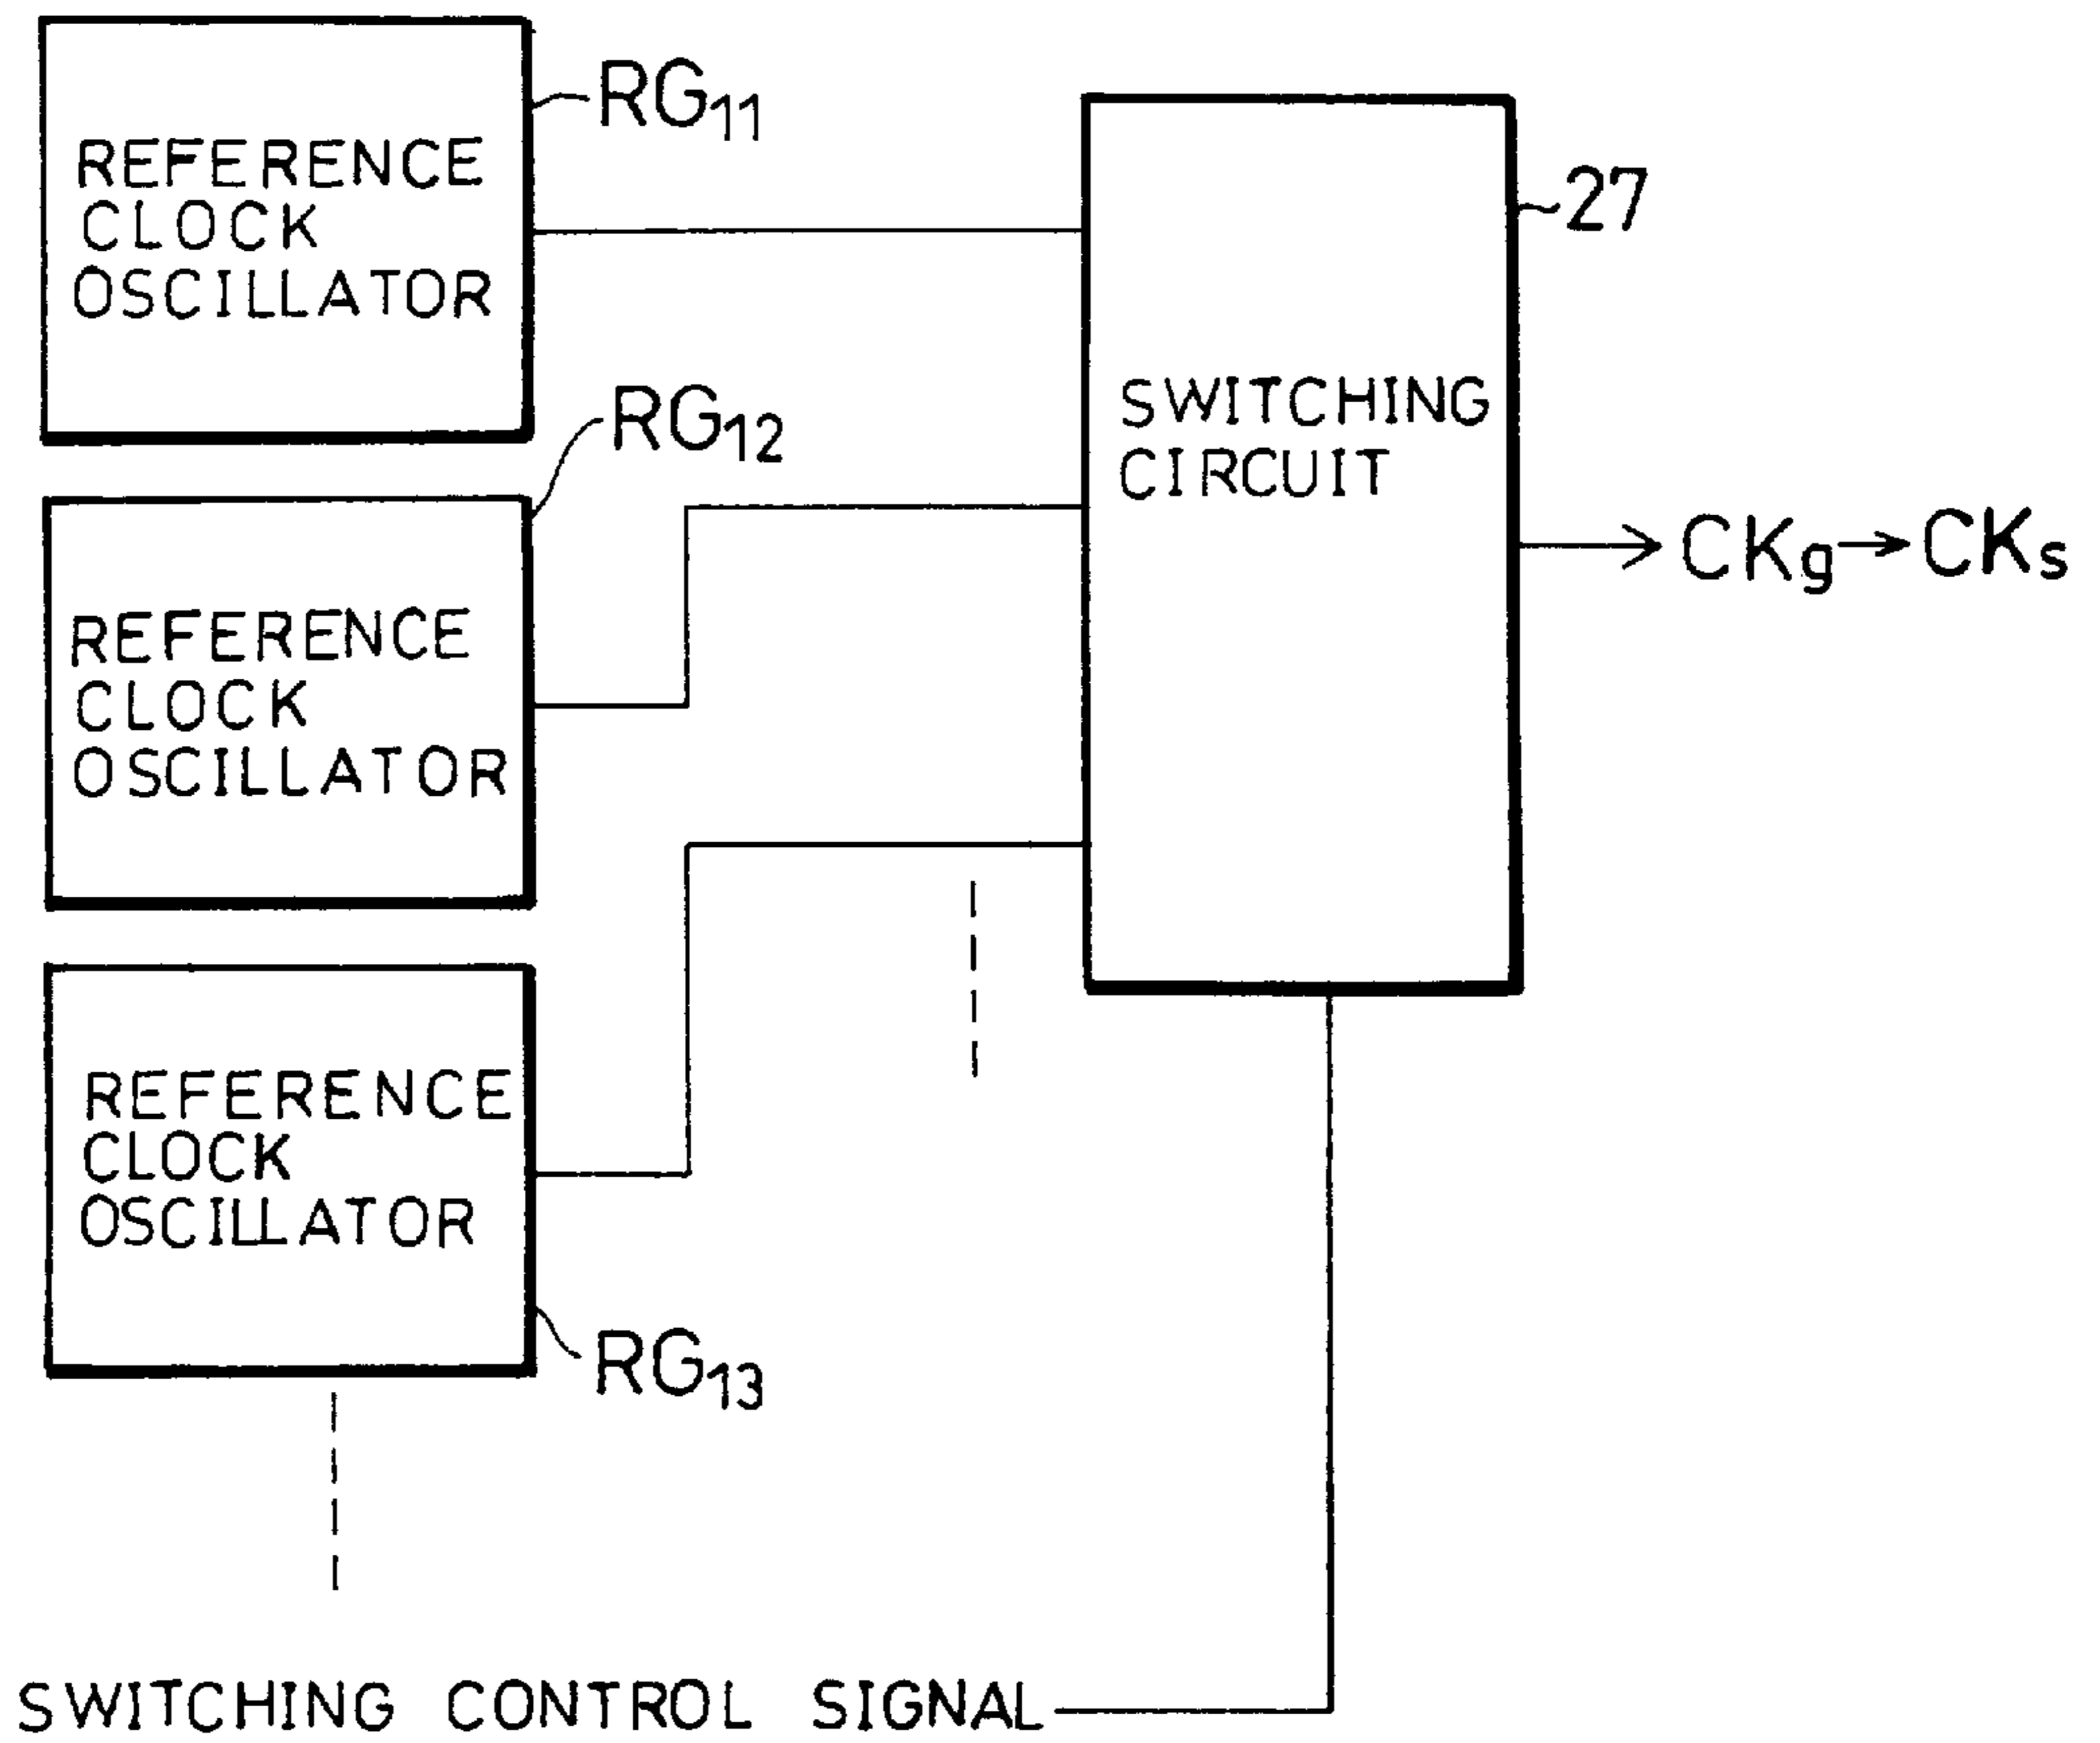 REFERENCE
CLOCK
OSCILLATOR
RG11
REFERENCE
CLOCK
OSCILLATOR
RG12
REFERENCE
CLOCK
OSCILLATOR
RG13
SWITCHING
CIRCUIT
27
CKg→CKs
SWITCHING CONTROL SIGNAL